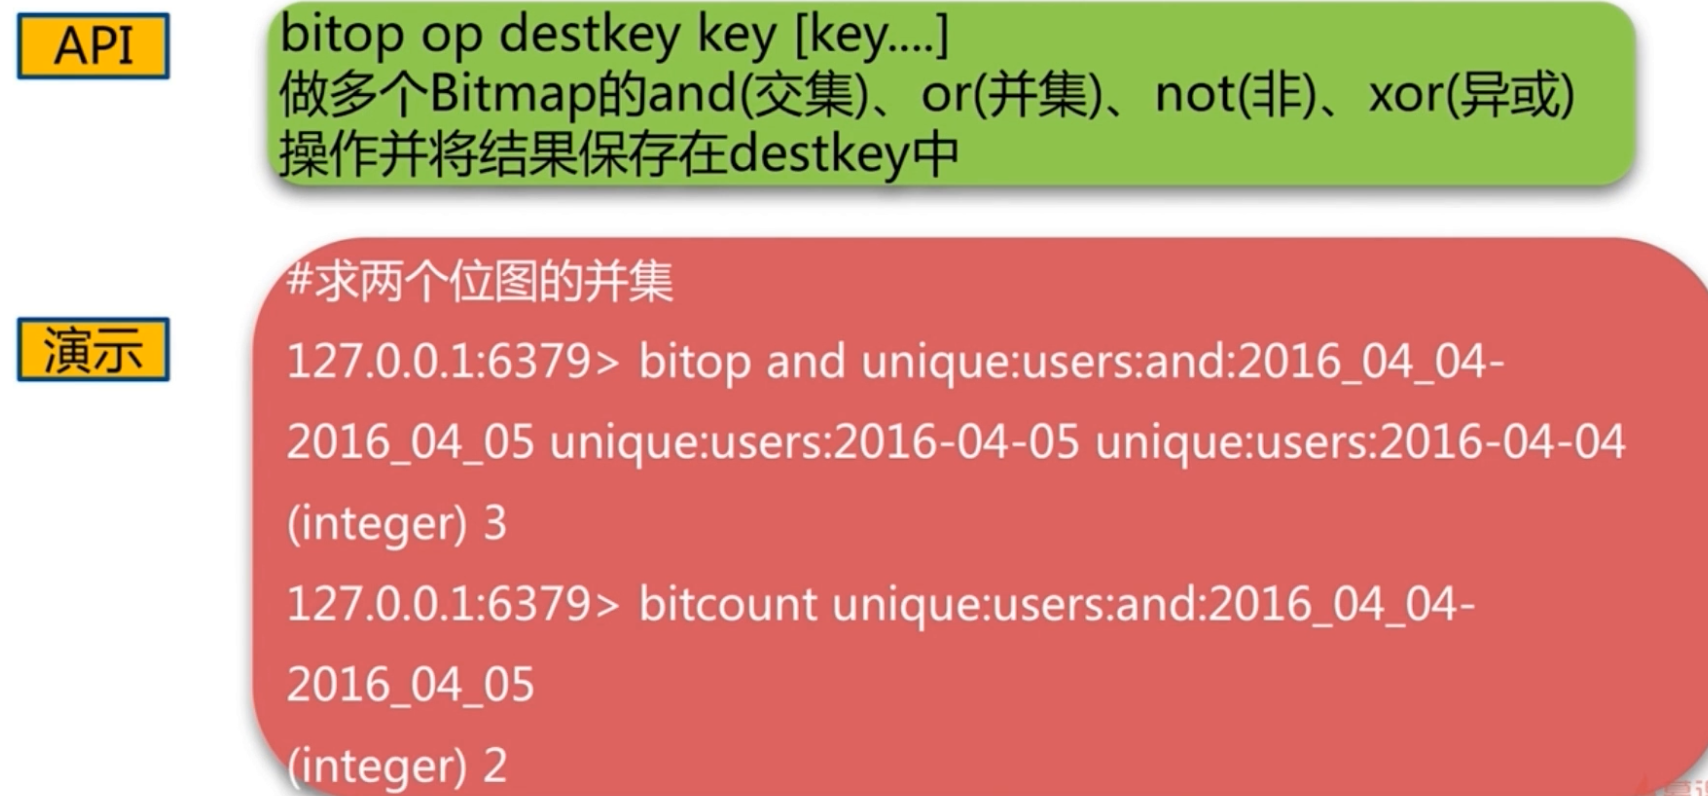 API
bitop op destkey key [key....]
做多个Bitmap的and(交集)、or(并集)、not(非)、xor(异或)
操作并将结果保存在destkey中
演示
#求两个位图的并集
127.0.0.1:6379> bitop and unique:users:and:2016_04_04-
2016_04_05 unique:users:2016-04-05 unique:users:2016-04-04
(integer) 3
127.0.0.1:6379> bitcount unique:users:and:2016_04_04-
2016_04_05
(integer) 2